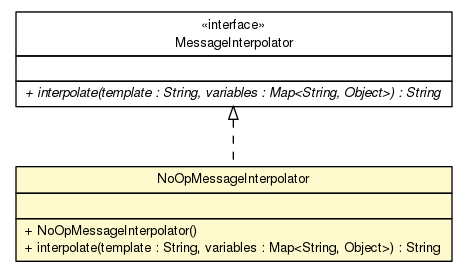 «interface»
MessageInterpolator
+ interpolate(template : String, variables : Map<String, Object>) : String
NoOpMessageInterpolator
+ NoOpMessageInterpolator()
+ interpolate(template : String, variables : Map<String, Object>) : String